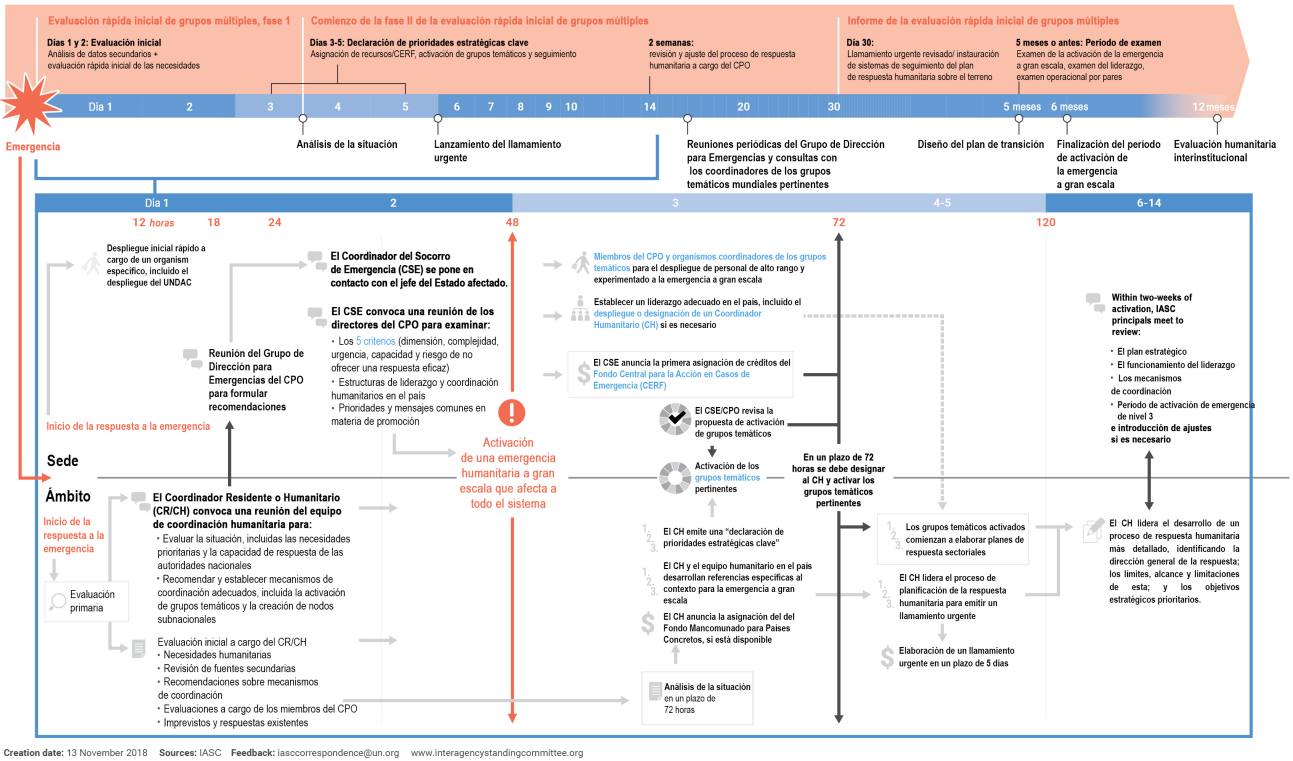 Evaluación rápida inicial de grupos múltiples, fase 1
Días 1 y 2: Evaluación inicial
Análisis de datos secundarios +
evaluación rápida inicial de las necesidades
Comienzo de la fase II de la evaluación rápida inicial de grupos múltiples
Días 3-5: Declaración de prioridades estratégicas clave
Asignación de recursos/CERF, activación de grupos temáticos y seguimiento
2 semanas:
revisión y ajuste del proceso de respuesta
humanitaria a cargo del CPO
Informe de la evaluación rápida inicial de grupos múltiples
Día 30:
Llamamiento urgente revisado/ instauración
de sistemas de seguimiento del plan
de respuesta humanitaria sobre el terreno
5 meses o antes: Periodo de examen
Examen de la activación de la emergencia
a gran escala, examen del liderazgo,
examen operacional por pares
Día 1 2 3 4 5 6 7 8 9 10 14 20 30 5 meses 6 meses 12 meses
Emergencia
Análisis de la situación
Lanzamiento del llamamiento
urgente
Reuniones periódicas del Grupo de Dirección
para Emergencias y consultas con
los coordinadores de los grupos
temáticos mundiales pertinentes
Diseño del plan de transición
Finalización del período
de activación de
la emergencia
a gran escala
Evaluación humanitaria
interinstitucional
Día 1 2 3 4-5 6-14
12 horas 18 24 48 72 120
Despliegue inicial rápido a
cargo de un organism
específico, incluido el
despliegue del UNDAC
Reunión del Grupo de
Dirección para
Emergencias del CPO
para formular
recomendaciones
Inicio de la respuesta a la emergencia
El Coordinador del Socorro
de Emergencia (CSE) se pone en
contacto con el jefe del Estado afectado.
El CSE convoca una reunión de los
directores del CPO para examinar:
• Los 5 criterios (dimensión, complejidad,
urgencia, capacidad y riesgo de no
ofrecer una respuesta eficaz)
• Estructuras de liderazgo y coordinación
humanitarios en el país
• Prioridades y mensajes comunes en
materia de promoción
Activación
de una emergencia
humanitaria a gran
escala que afecta a
todo el sistema
Miembros del CPO y organismos coordinadores de los grupos
temáticos para el despliegue de personal de alto rango y
experimentado a la emergencia a gran escala
Establecer un liderazgo adecuado en el país, incluido el
despliegue o designación de un Coordinador
Humanitario (CH) si es necesario
El CSE anuncia la primera asignación de créditos del
Fondo Central para la Acción en Casos de
Emergencia (CERF)
El CSE/CPO revisa la
propuesta de activación
de grupos temáticos
Activación de los
grupos temáticos
pertinentes
En un plazo de 72
horas se debe designar
al CH y activar los
grupos temáticos
pertinentes
Within two-weeks of
activation, IASC
principals meet to
review:
• El plan estratégico
• El funcionamiento del liderazgo
• Los mecanismos
de coordinación
• Periodo de activación de emergencia
de nivel 3
e introducción de ajustes
si es necesario
Sede
Ámbito
Inicio de la
respuesta a la
emergencia
Evaluación
primaria
El Coordinador Residente o Humanitario
(CR/CH) convoca una reunión del equipo
de coordinación humanitaria para:
• Evaluar la situación, incluidas las necesidades
prioritarias y la capacidad de respuesta de las
autoridades nacionales
• Recomendar y establecer mecanismos de
coordinación adecuados, incluida la activación
de grupos temáticos y la creación de nodos
subnacionales
Evaluación inicial a cargo del CR/CH
• Necesidades humanitarias
• Revisión de fuentes secundarias
• Recomendaciones sobre mecanismos
de coordinación
• Evaluaciones a cargo de los miembros del CPO
• Imprevistos y respuestas existentes
1. 2. 3.
El CH emite una “declaración de
prioridades estratégicas clave”
1. 2. 3.
El CH y el equipo humanitario en el país
desarrollan referencias específicas al
contexto para la emergencia a gran
escala
$
El CH anuncia la asignación del del
Fondo Mancomunado para Países
Concretos, si está disponible
Análisis de la situación
en un plazo de
72 horas
1. 2. 3.
Los grupos temáticos activados
comienzan a elaborar planes de
respuesta sectoriales
1. 2. 3.
El CH lidera el proceso de
planificación de la respuesta
humanitaria para emitir un
llamamiento urgente
$
Elaboración de un llamamiento
urgente en un plazo de 5 días
El CH lidera el desarrollo de un
proceso de respuesta humanitaria
más detallado, identificando la
dirección general de la respuesta;
los límites, alcance y limitaciones
de esta; y los objetivos
estratégicos prioritarios.
Creation date: 13 November 2018 Sources: IASC Feedback: iasccorrespondence@un.org www.interagencystandingcommittee.org